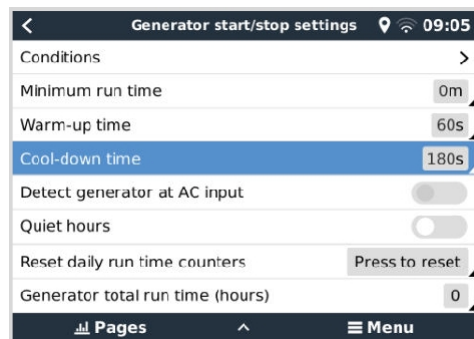 Generator start/stop settings 09:05
Conditions
Minimum run time 0m
Warm-up time 60s
Cool-down time 180s
Detect generator at AC input
Quiet hours
Reset daily run time counters Press to reset
Generator total run time (hours) 0
Pages Menu